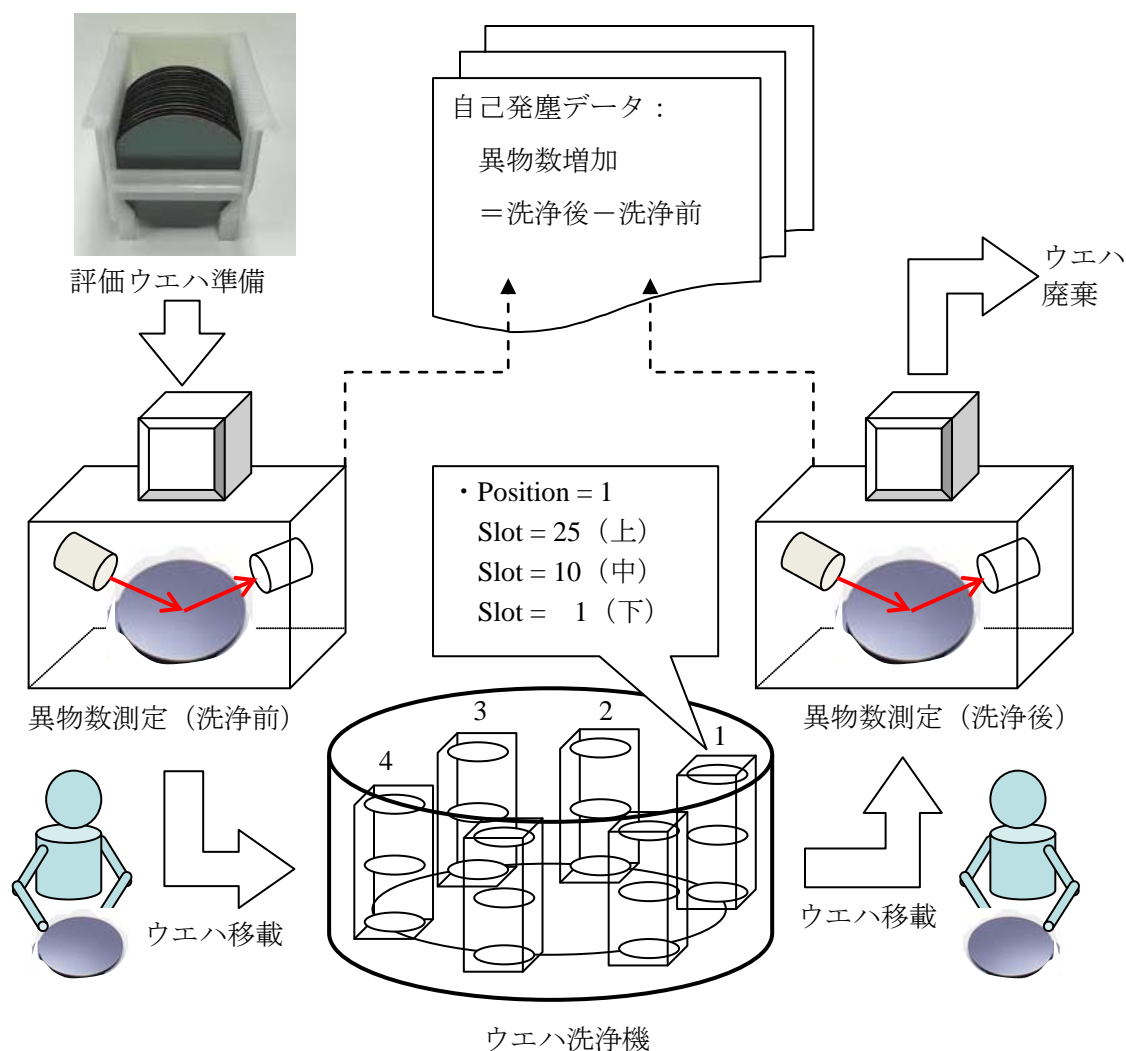 自己発塵データ：
異物数増加
＝洗浄後－洗浄前
評価ウエハ準備
ウエハ
廃棄
・Position = 1
Slot = 25（上）
Slot = 10（中）
Slot = 1（下）
異物数測定（洗浄前）
異物数測定（洗浄後）
3
2
1
4
ウエハ移載
ウエハ移載
ウエハ洗浄機